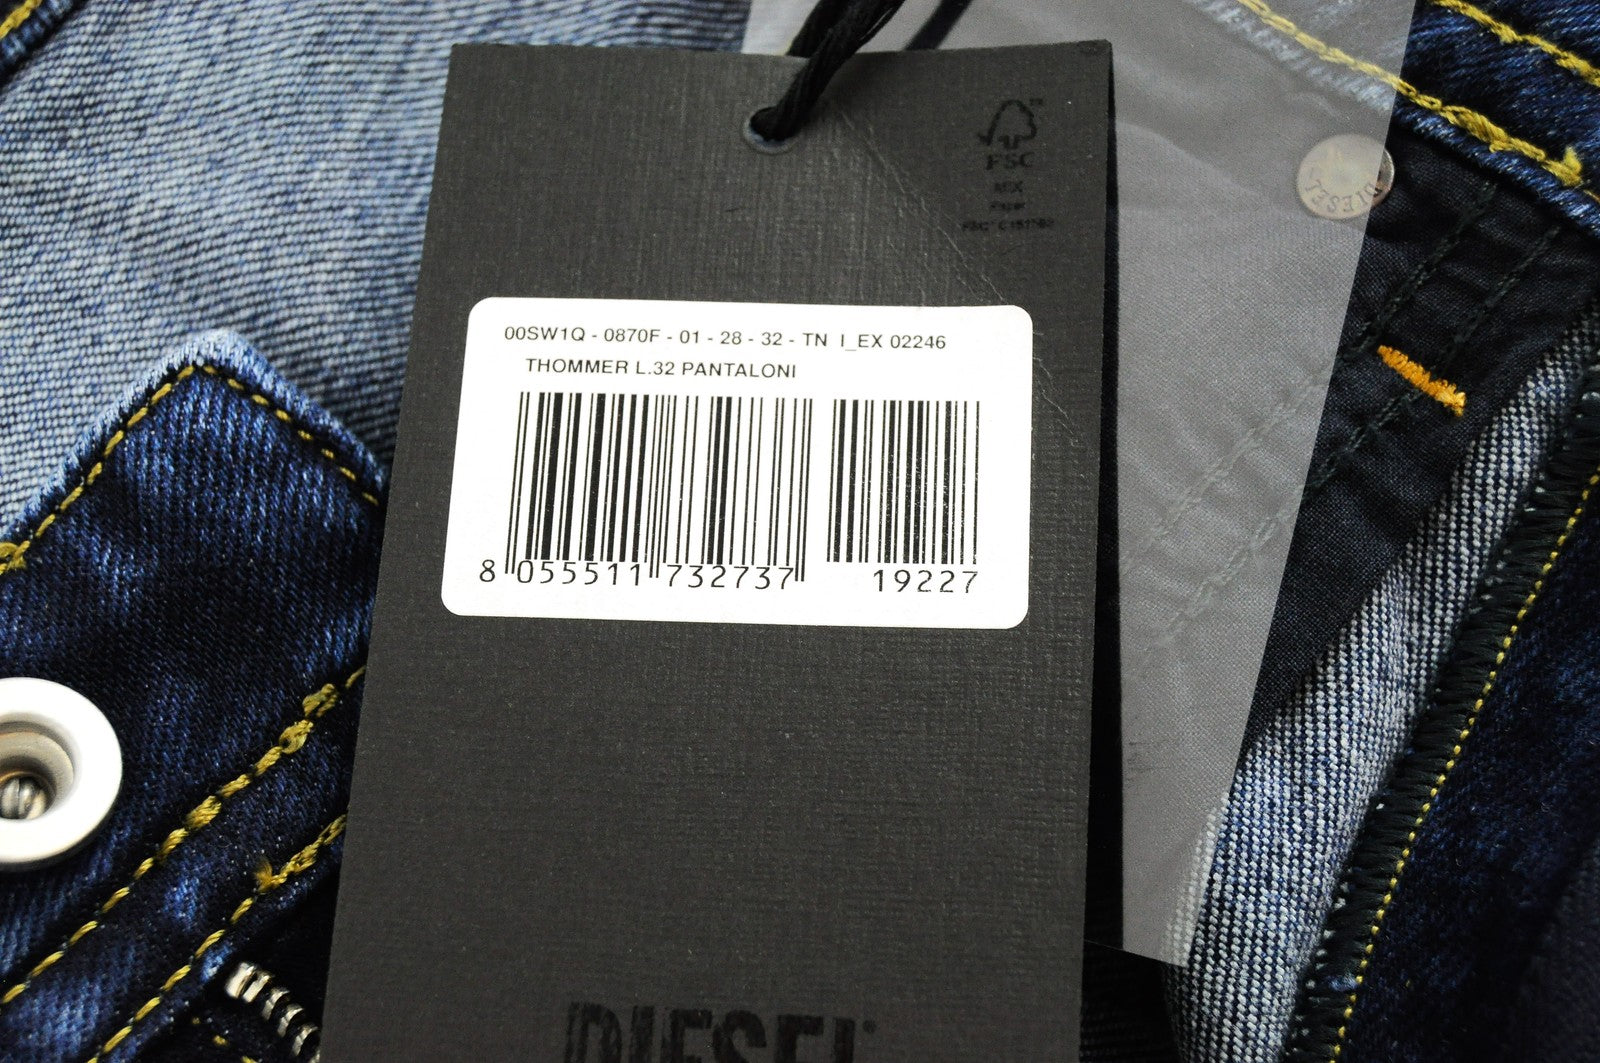 FSC
MIX
Paper
00SW1Q - 0870F - 01 - 28 - 32 - TN I_EX 02246
THOMMER L.32 PANTALONI
8 055511 732737 19227
DIESEL
DIESEL